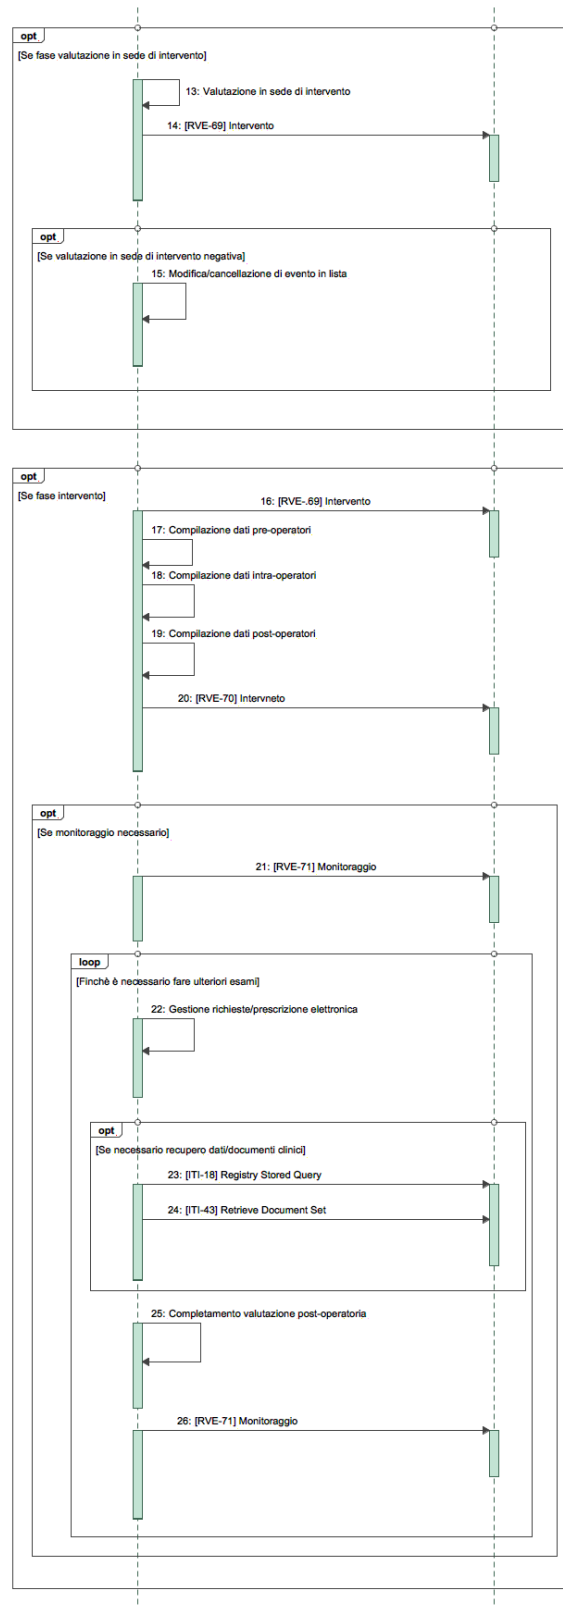 opt
[Se fase valutazione in sede di intervento]
13: Valutazione in sede di intervento
14: [RVE-69] Intervento
opt
[Se valutazione in sede di intervento negativa]
15: Modifica/cancellazione di evento in lista
opt
[Se fase intervento]
16: [RVE-.69] Intervento
17: Compilazione dati pre-operatori
18: Compilazione dati intra-operatori
19: Compilazione dati post-operatori
20: [RVE-70] Intervneto
opt
[Se monitoraggio necessario]
21: [RVE-71] Monitoraggio
loop
[Finchè è necessario fare ulteriori esami]
22: Gestione richieste/prescrizione elettronica
opt
[Se necessario recupero dati/documenti clinici]
23: [ITI-18] Registry Stored Query
24: [ITI-43] Retrieve Document Set
25: Completamento valutazione post-operatoria
26: [RVE-71] Monitoraggio